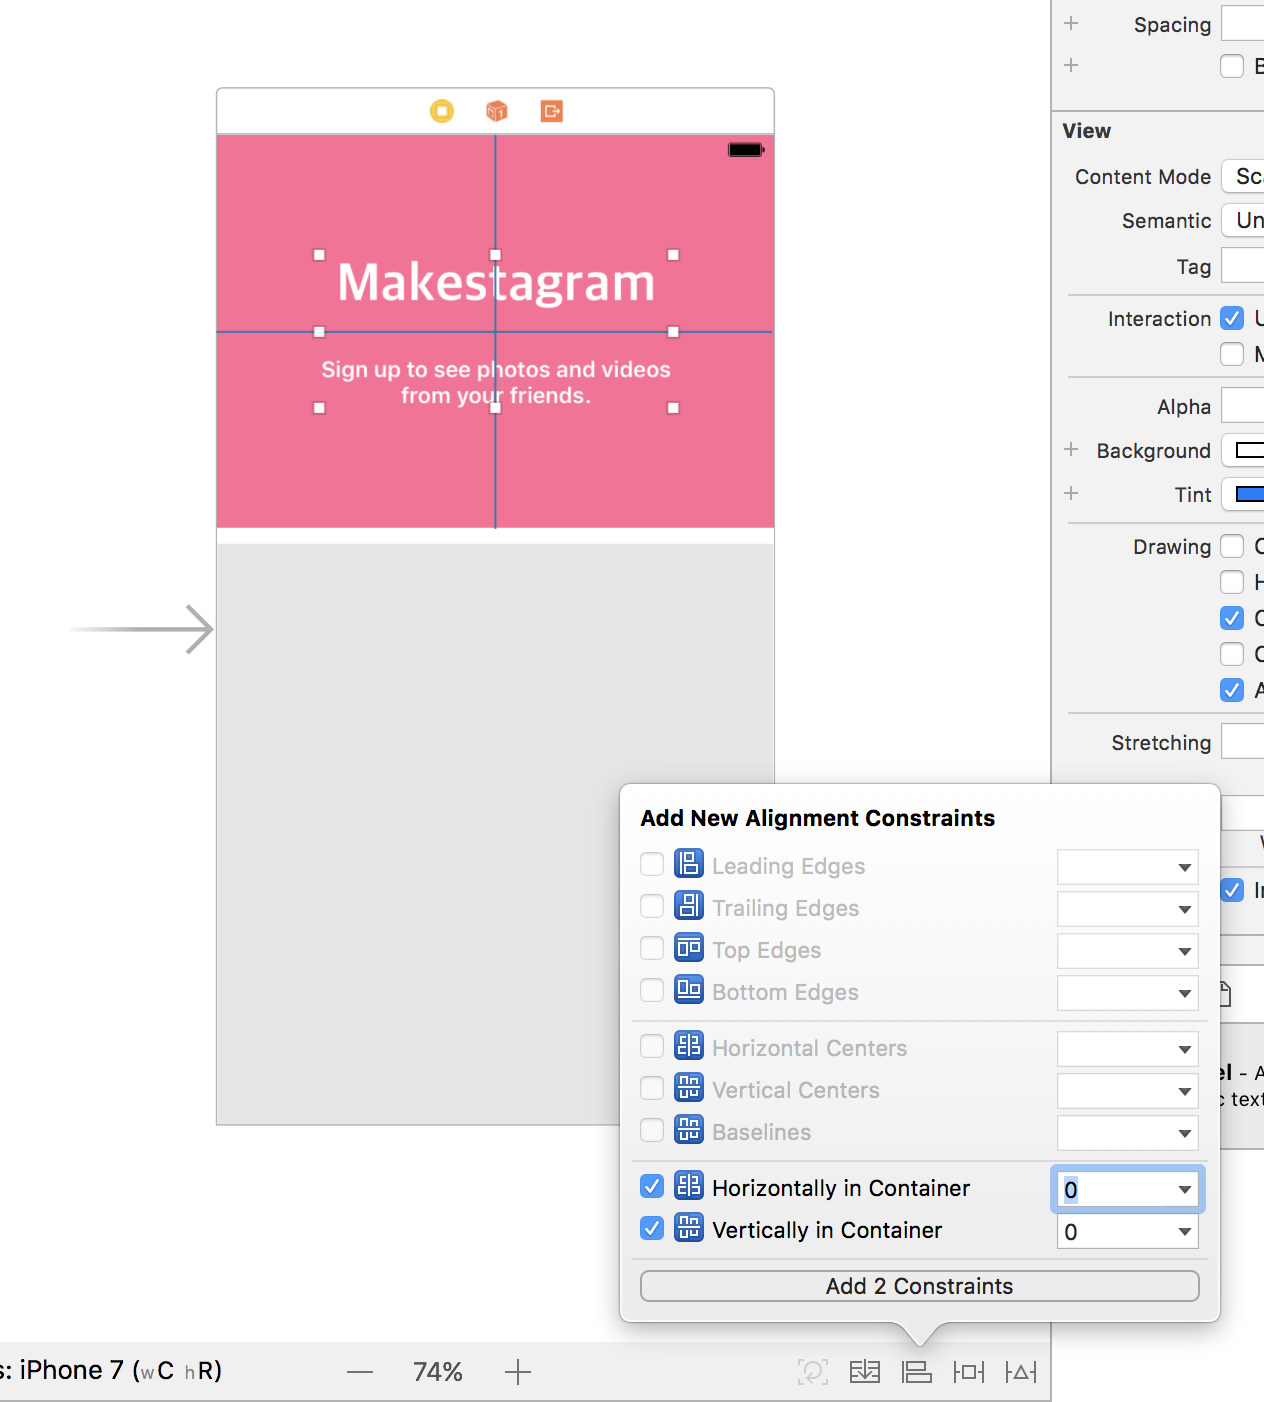 Spacing
View
Content Mode
Semantic
Un
Tag
Interaction
Alpha
Background
Tint
Drawing
Stretching
Makestagram
Sign up to see photos and videos
from your friends.
Add New Alignment Constraints
Leading Edges
Trailing Edges
Top Edges
Bottom Edges
Horizontal Centers
Vertical Centers
Baselines
Horizontally in Container 0
Vertically in Container 0
Add 2 Constraints
el - A
c text
s: iPhone 7 (wC hR)
74%